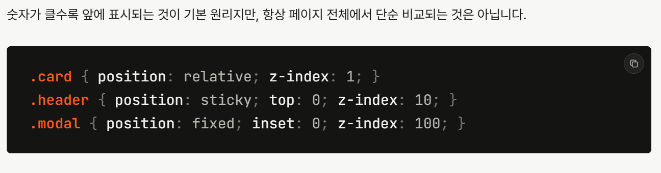 숫자가 클수록 앞에 표시되는 것이 기본 원리지만, 항상 페이지 전체에서 단순 비교되는 것은 아닙니다.
.card { position: relative; z-index: 1; }
.header { position: sticky; top: 0; z-index: 10; }
.modal { position: fixed; inset: 0; z-index: 100; }